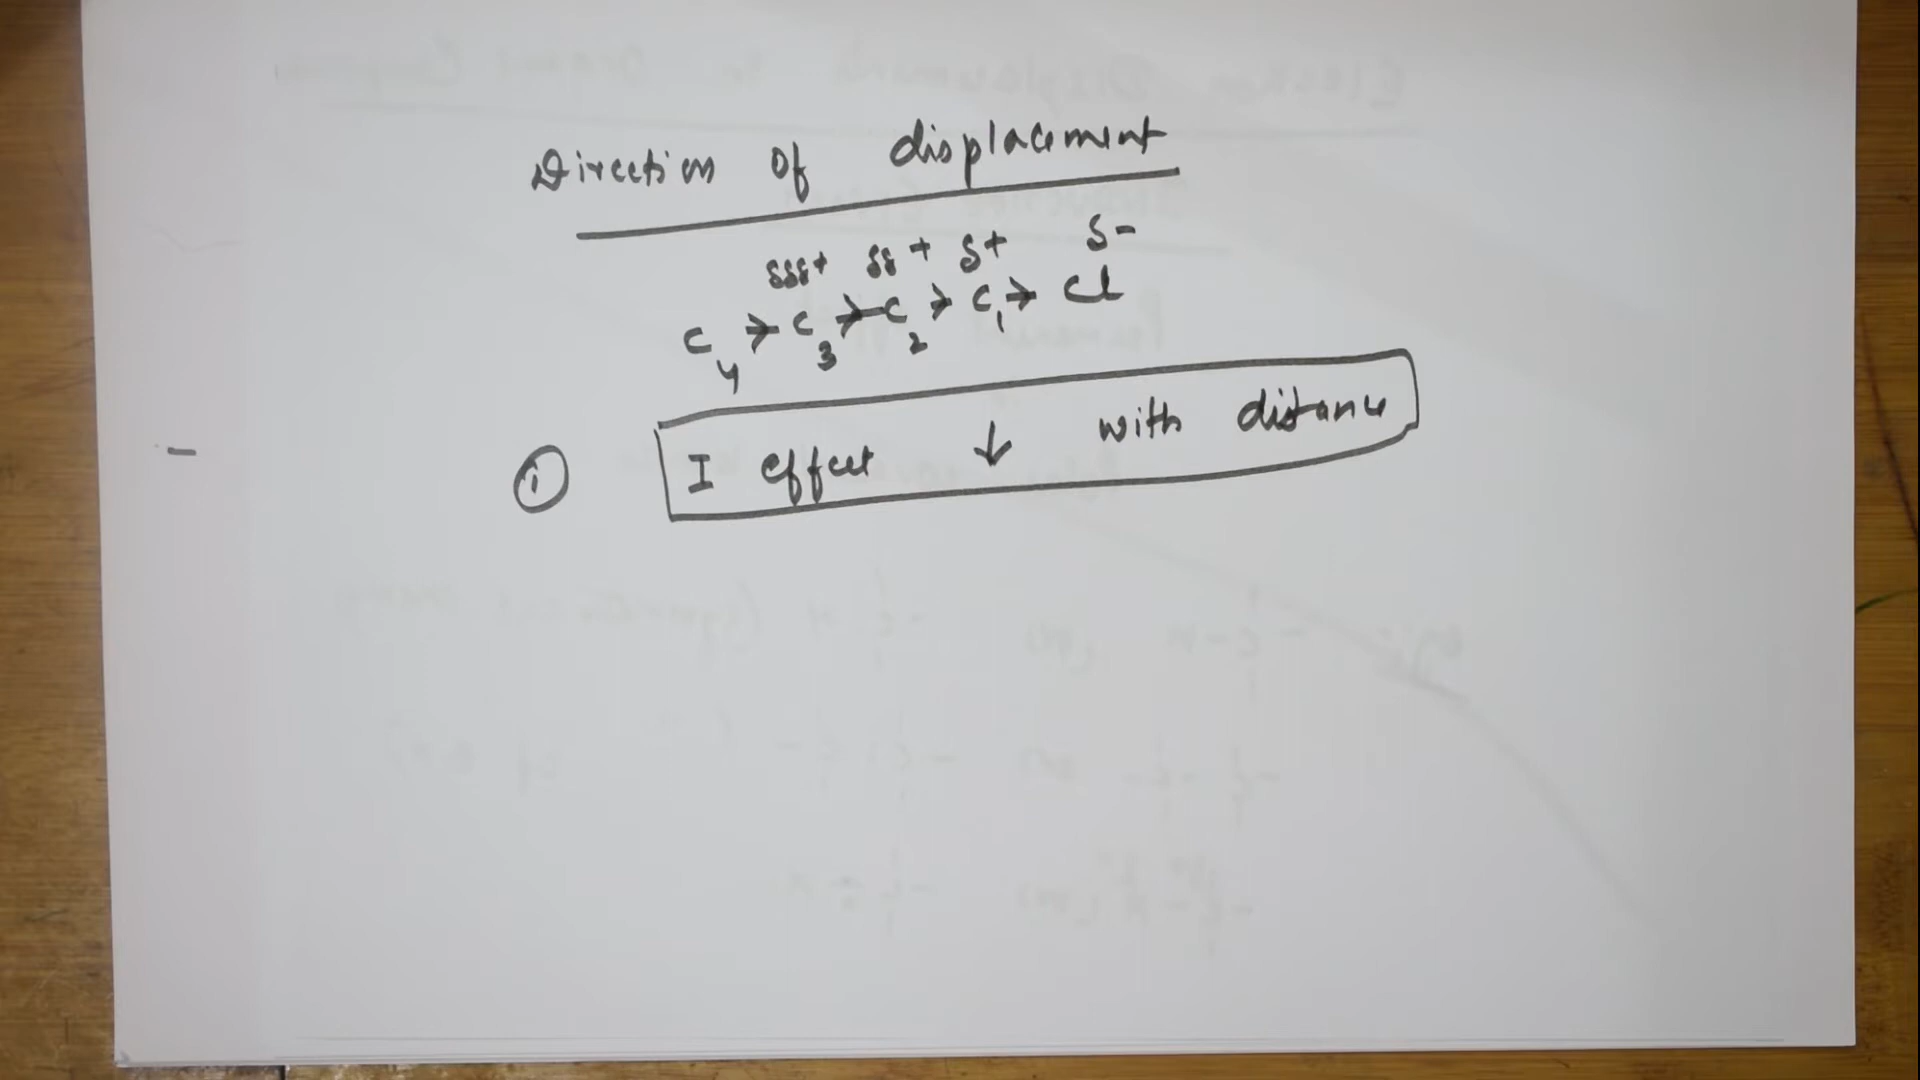 Direction of displacement
δδδ+ δδ+ δ+ δ-
C4 > C3 > C2 > C1 > Cl
① I effect ↓ with distance